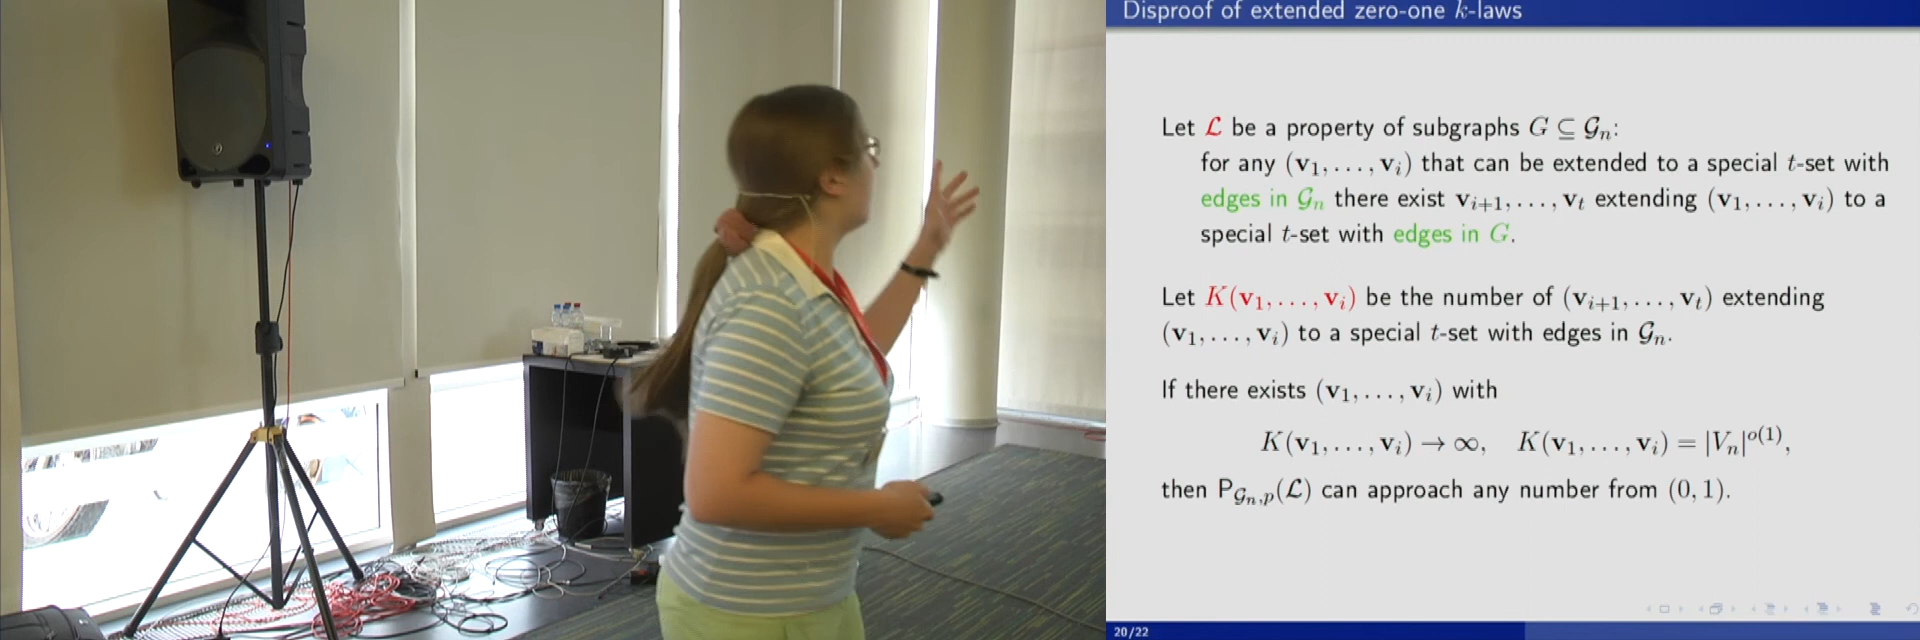 Disproof of extended zero-one k-laws
Let 𝓛 be a property of subgraphs G ⊆ 𝒢ₙ:
for any (v₁, . . . , vᵢ) that can be extended to a special t-set with
edges in 𝒢ₙ there exist vᵢ₊₁, . . . , vₜ extending (v₁, . . . , vᵢ) to a
special t-set with edges in G.
Let K(v₁, . . . , vᵢ) be the number of (vᵢ₊₁, . . . , vₜ) extending
(v₁, . . . , vᵢ) to a special t-set with edges in 𝒢ₙ.
If there exists (v₁, . . . , vᵢ) with
K(v₁, . . . , vᵢ) → ∞, K(v₁, . . . , vᵢ) = |Vₙ|^{o(1)},
then P_{𝒢ₙ,p}(𝓛) can approach any number from (0, 1).
20/22